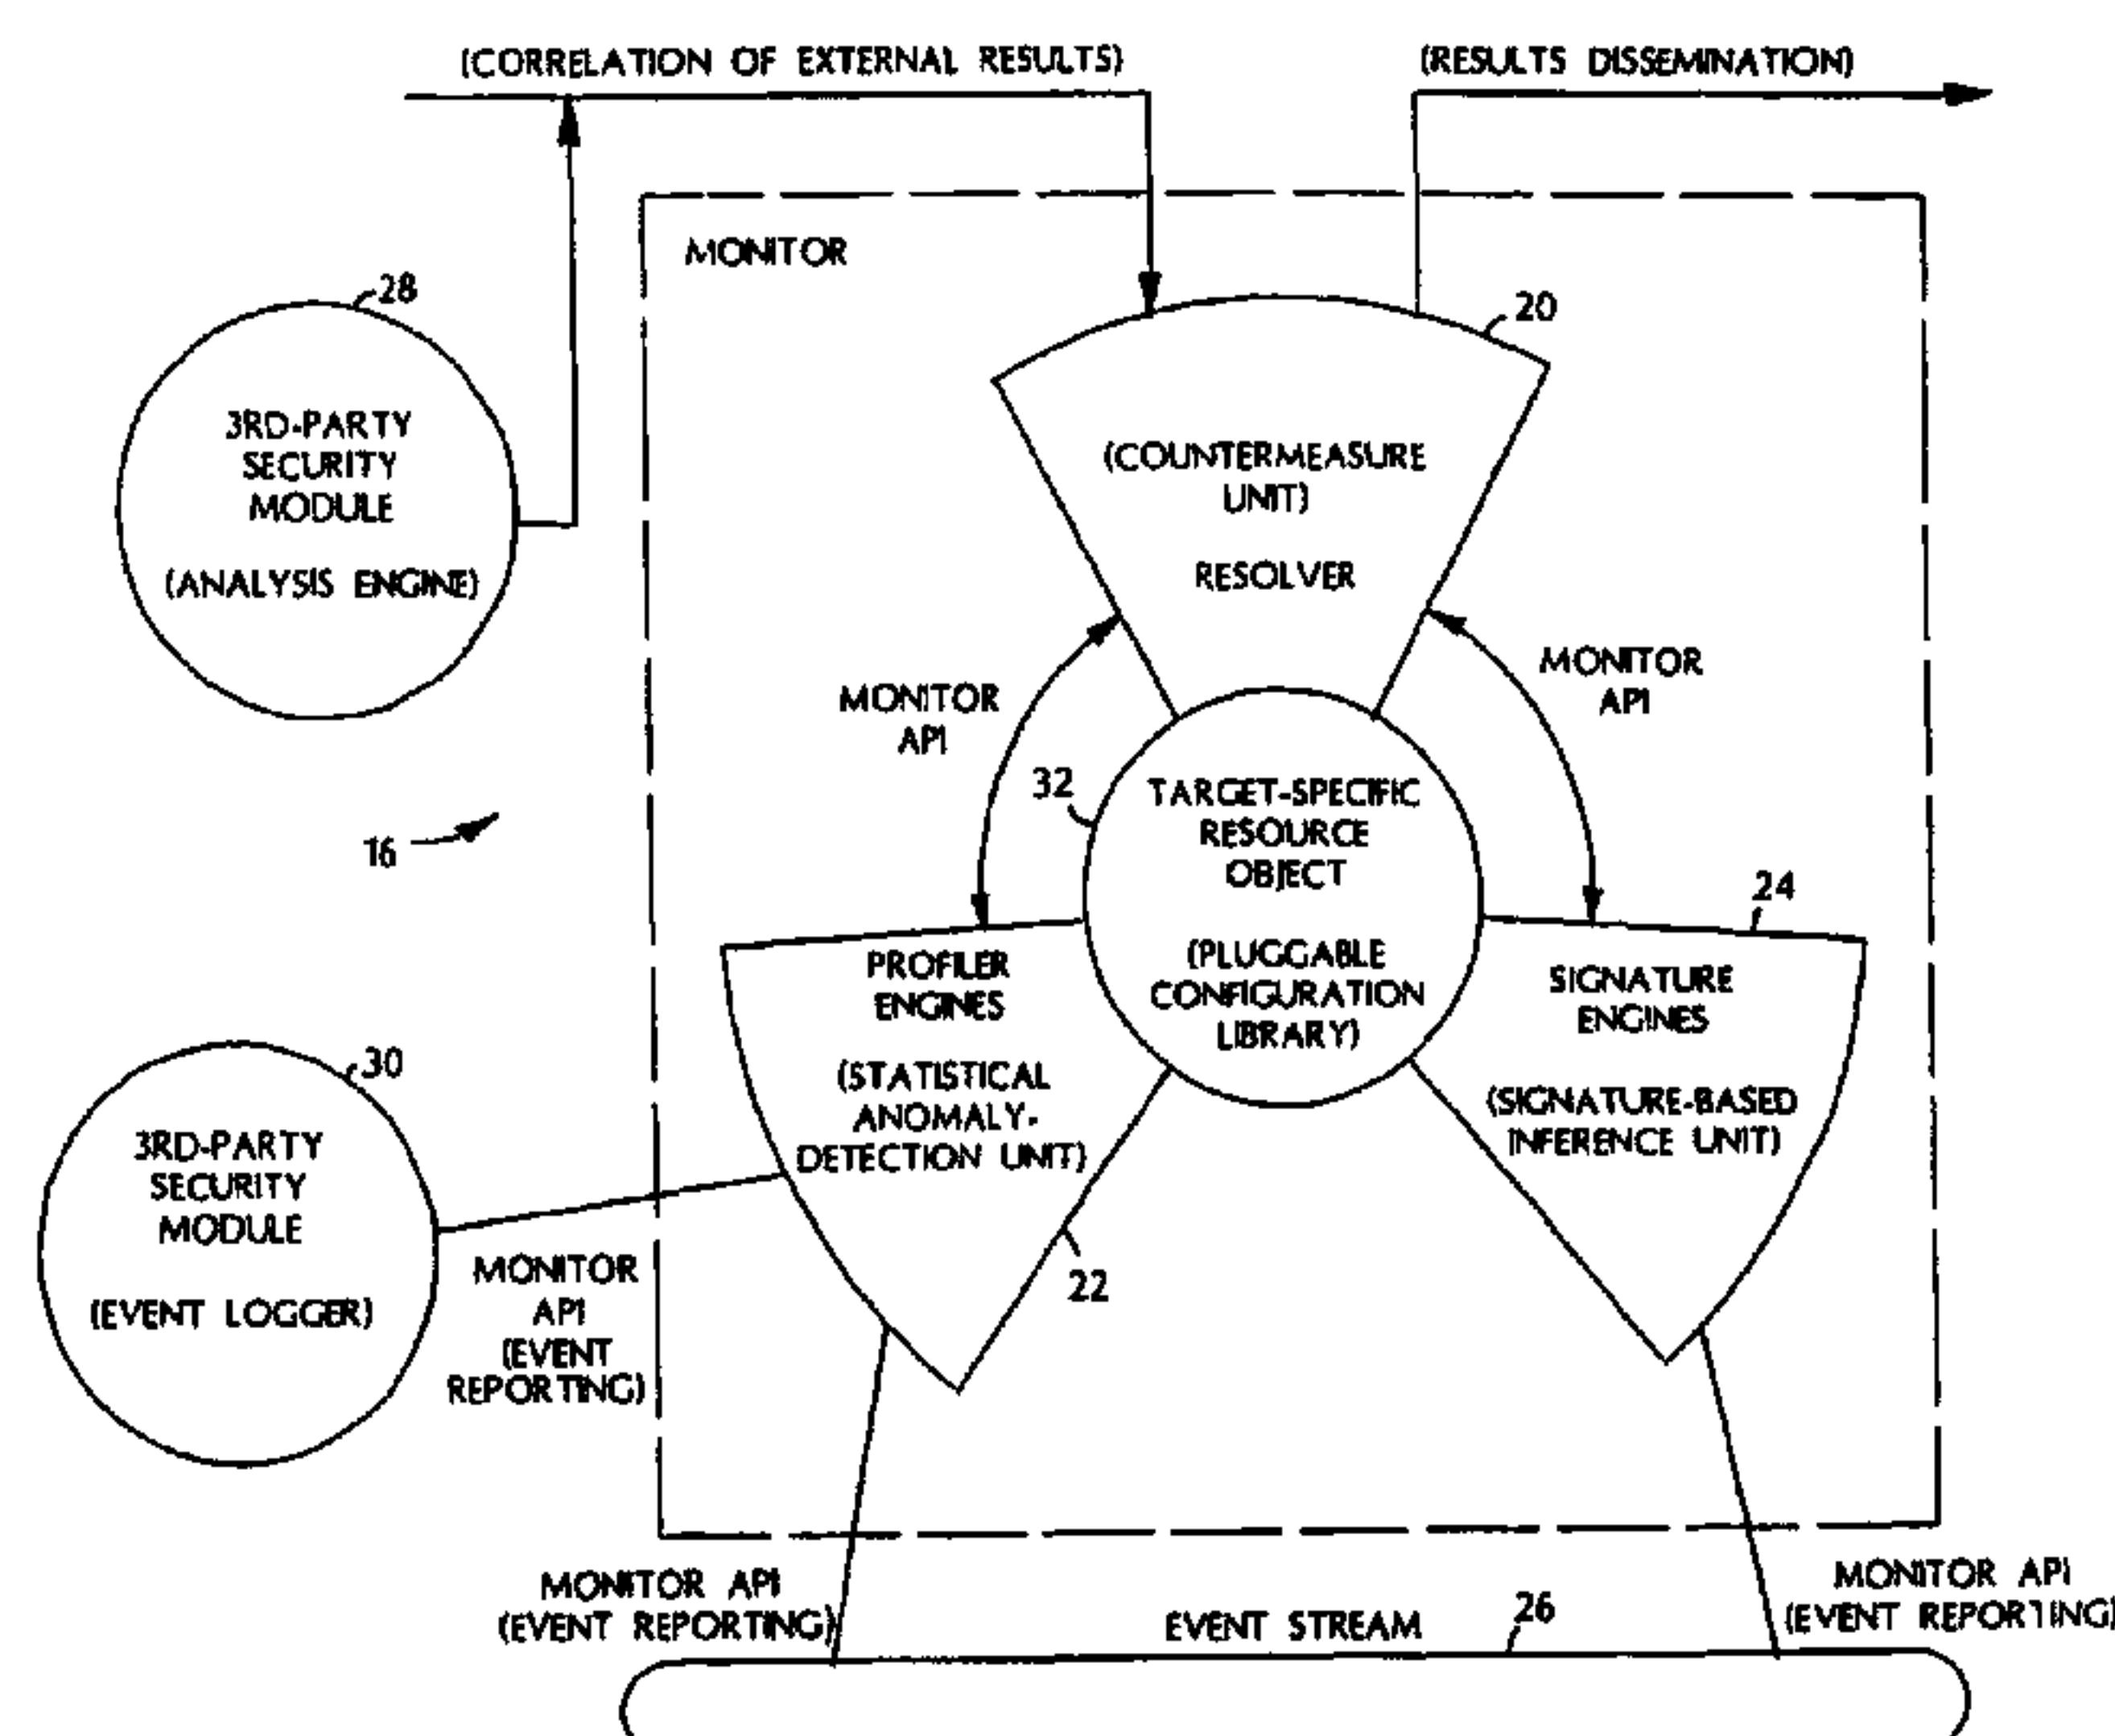 (CORRELATION OF EXTERNAL RESULTS)
(RESULTS DISSEMINATION)
MONITOR
28
20
3RD-PARTY
SECURITY
MODULE
(ANALYSIS ENGINE)
(COUNTERMEASURE
UNIT)
RESOLVER
MONITOR
API
MONITOR
API
32
TARGET-SPECIFIC
RESOURCE
OBJECT
(PLUGGABLE
CONFIGURATION
LIBRARY)
16
24
PROFILER
ENGINES
(STATISTICAL
ANOMALY-
DETECTION UNIT)
SIGNATURE
ENGINES
(SIGNATURE-BASED
INFERENCE UNIT)
30
3RD-PARTY
SECURITY
MODULE
(EVENT LOGGER)
MONITOR
API
(EVENT
REPORTING)
22
MONITOR API
(EVENT REPORTING)
EVENT STREAM
26
MONITOR API
(EVENT REPORTING)